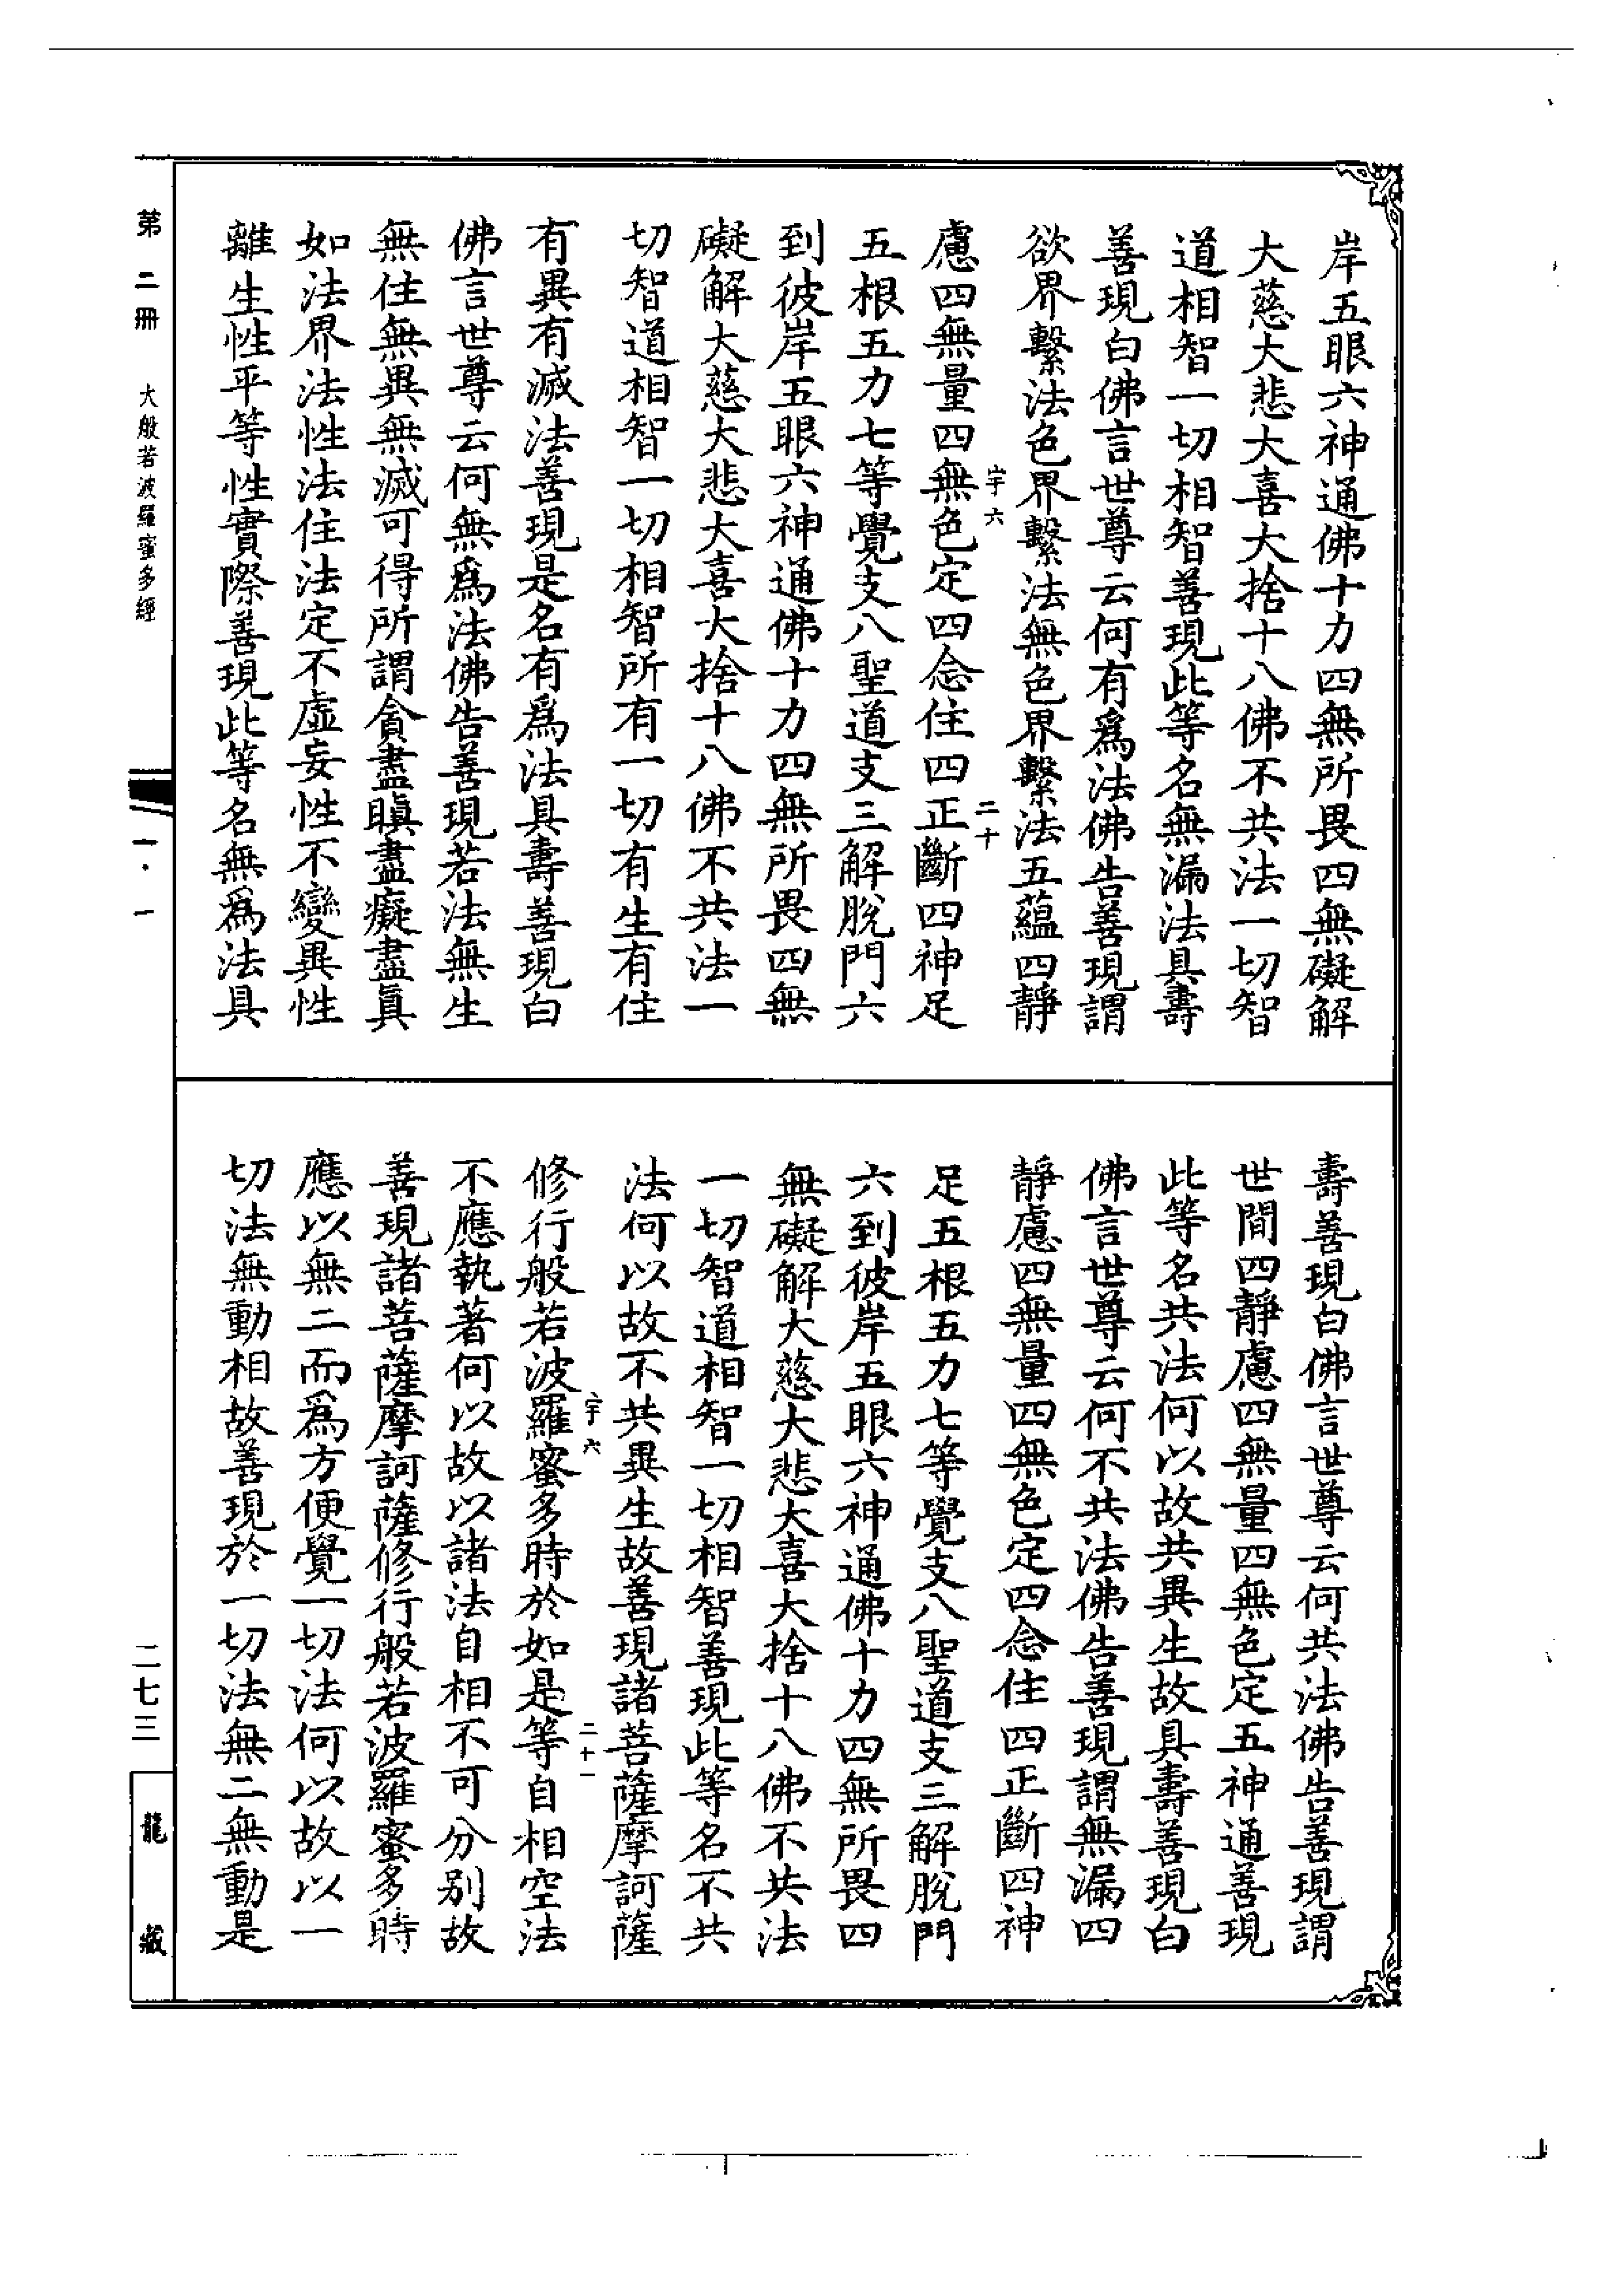 岸五眼六神通佛十力四無所畏四無礙解
大慈大悲大喜大捨十八佛不共法一切智
道相智一切相智善現此等名無漏法具壽
善現白佛言世尊云何有爲法佛告善現謂
欲界繫法色界繫法無色界繫法五蘊四靜
宇六 二十
慮四無量四無色定四念住四正斷四神足
五根五力七等覺支八聖道支三解脫門六
到彼岸五眼六神通佛十力四無所畏四無
礙解大慈大悲大喜大捨十八佛不共法一
切智道相智一切相智所有一切有生有住
有異有滅法善現是名有爲法具壽善現白
佛言世尊云何無爲法佛告善現若法無生
無住無異無滅可得所謂貪盡瞋盡癡盡眞
如法界法性法住法定不虛妄性不變異性
離生性平等性實際善現此等名無爲法具
壽善現白佛言世尊云何共法佛告善現謂
世間四靜慮四無量四無色定五神通善現
此等名共法何以故共異生故具壽善現白
佛言世尊云何不共法佛告善現謂無漏四
靜慮四無量四無色定四念住四正斷四神
足五根五力七等覺支八聖道支三解脫門
六到彼岸五眼六神通佛十力四無所畏四
無礙解大慈大悲大喜大捨十八佛不共法
一切智道相智一切相智善現此等名不共
法何以故不共異生故善現諸菩薩摩訶薩
宇六 二十一
修行般若波羅蜜多時於如是等自相空法
不應執著何以故以諸法自相不可分別故
善現諸菩薩摩訶薩修行般若波羅蜜多時
應以無二而爲方便覺一切法何以故以一
切法無動相故善現於一切法無二無動是
第二冊 大般若波羅蜜多經 一·一 二七三 龍藏